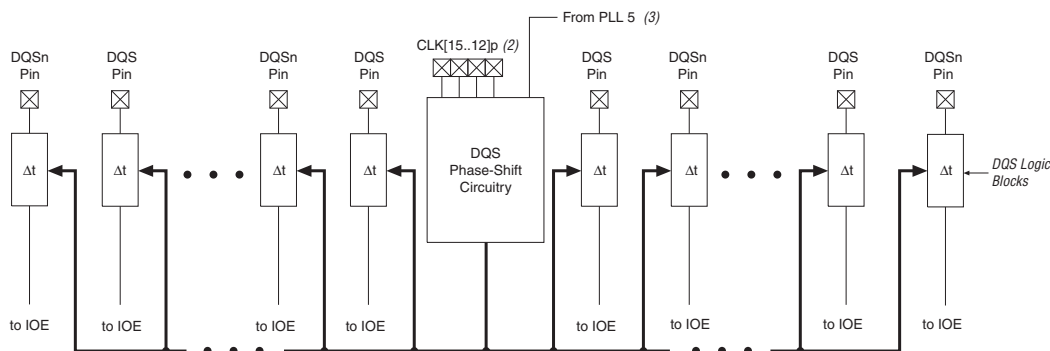 From PLL 5 (3)
CLK[15..12]p (2)
DQSn
Pin
DQS
Pin
DQSn
Pin
DQS
Pin
DQS
Pin
DQSn
Pin
DQS
Pin
DQSn
Pin
Δt
Δt
Δt
Δt
DQS
Phase-Shift
Circuitry
Δt
Δt
Δt
Δt
DQS Logic
Blocks
to IOE
to IOE
to IOE
to IOE
to IOE
to IOE
to IOE
to IOE